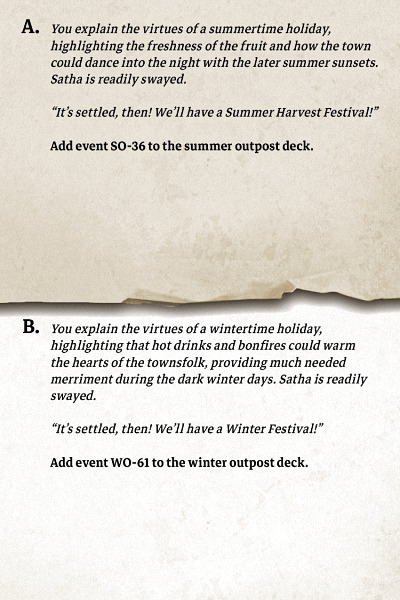 A. You explain the virtues of a summertime holiday,
highlighting the freshness of the fruit and how the town
could dance into the night with the later summer sunsets.
Satha is readily swayed.
“It’s settled, then! We’ll have a Summer Harvest Festival!”
Add event SO-36 to the summer outpost deck.
B. You explain the virtues of a wintertime holiday,
highlighting that hot drinks and bonfires could warm
the hearts of the townsfolk, providing much needed
merriment during the dark winter days. Satha is readily
swayed.
“It’s settled, then! We’ll have a Winter Festival!”
Add event WO-61 to the winter outpost deck.